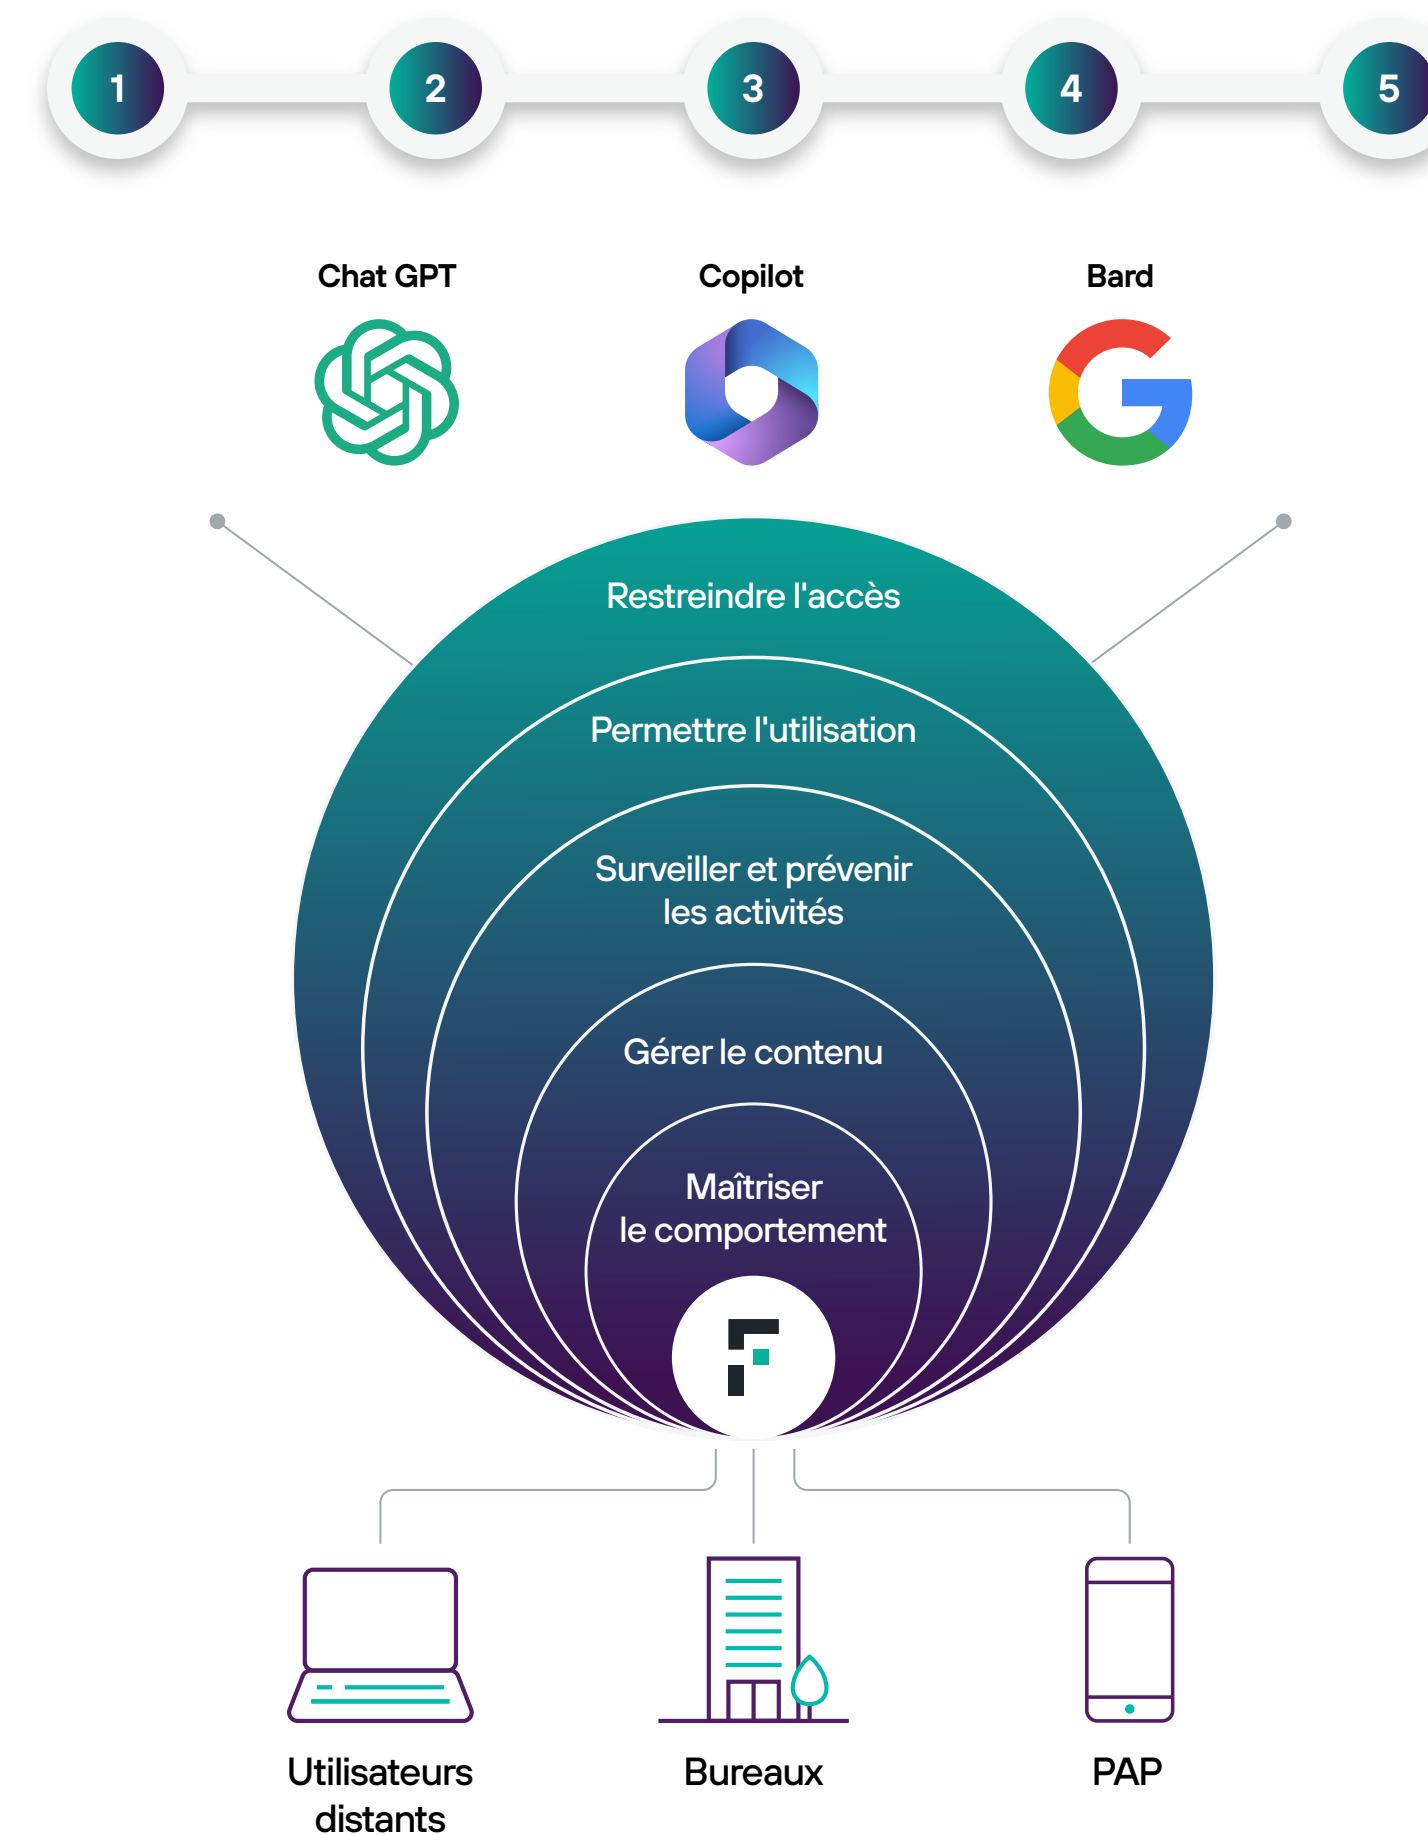 1 2 3 4 5
Chat GPT Copilot Bard
Restreindre l'accès
Permettre l'utilisation
Surveiller et prévenir
les activités
Gérer le contenu
Maîtriser
le comportement
Utilisateurs
distants
Bureaux
PAP